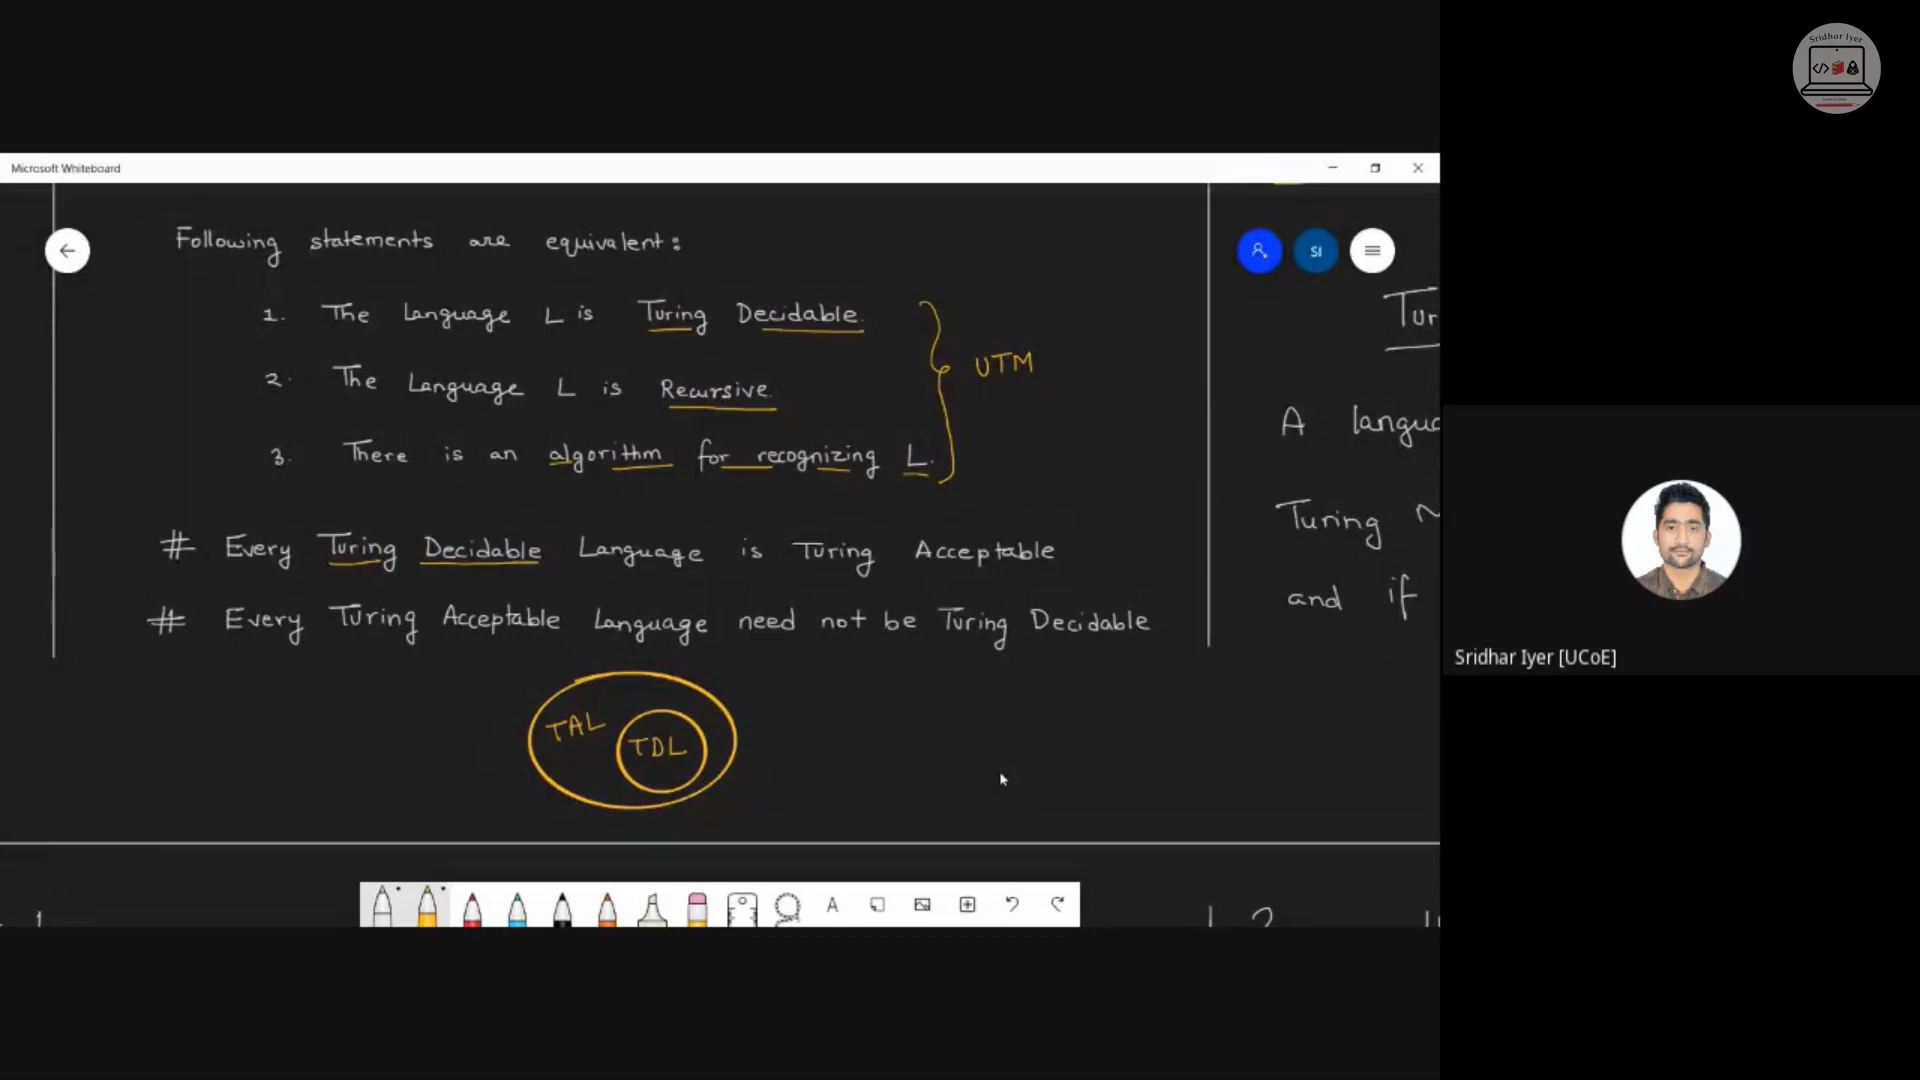 Sridhar Iyer
Microsoft Whiteboard
Following statements are equivalent:
SI
1. The Language L is Turing Decidable.
2. The Language L is Recursive.
3. There is an algorithm for recognizing L.
UTM
# Every Turing Decidable Language is Turing Acceptable
# Every Turing Acceptable Language need not be Turing Decidable
TAL
TDL
Tur
A langua
Turing
and if
Sridhar Iyer [UCoE]
A